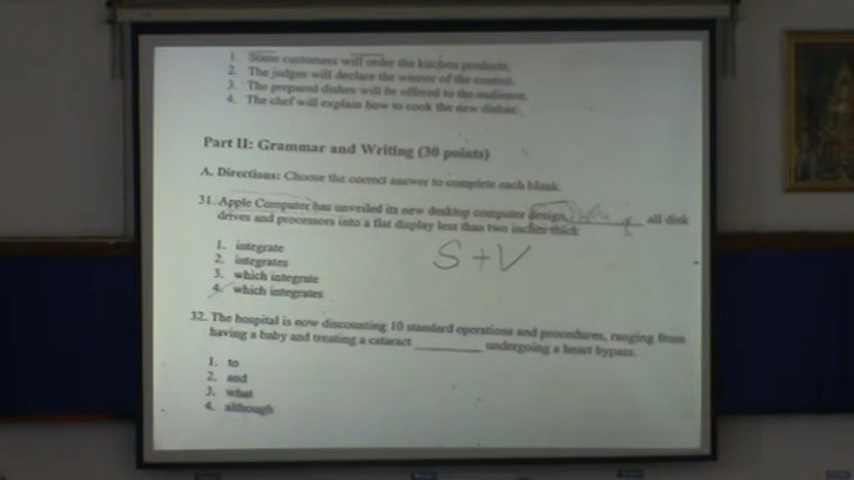 1. Some customers will order the kitchen products.
2. The judges will declare the winner of the contest.
3. The prepared dishes will be offered to the audience.
4. The chef will explain how to cook the new dishes.
Part II: Grammar and Writing (30 points)
A. Directions: Choose the correct answer to complete each blank.
31. Apple Computer has unveiled its new desktop computer design, ________ all disk
drives and processors into a flat display less than two inches thick
S+V
1. integrate
2. integrates
3. which integrate
4. which integrates
32. The hospital is now discounting 10 standard operations and procedures, ranging from
having a baby and treating a cataract ________ undergoing a heart bypass.
1. to
2. and
3. what
4. although